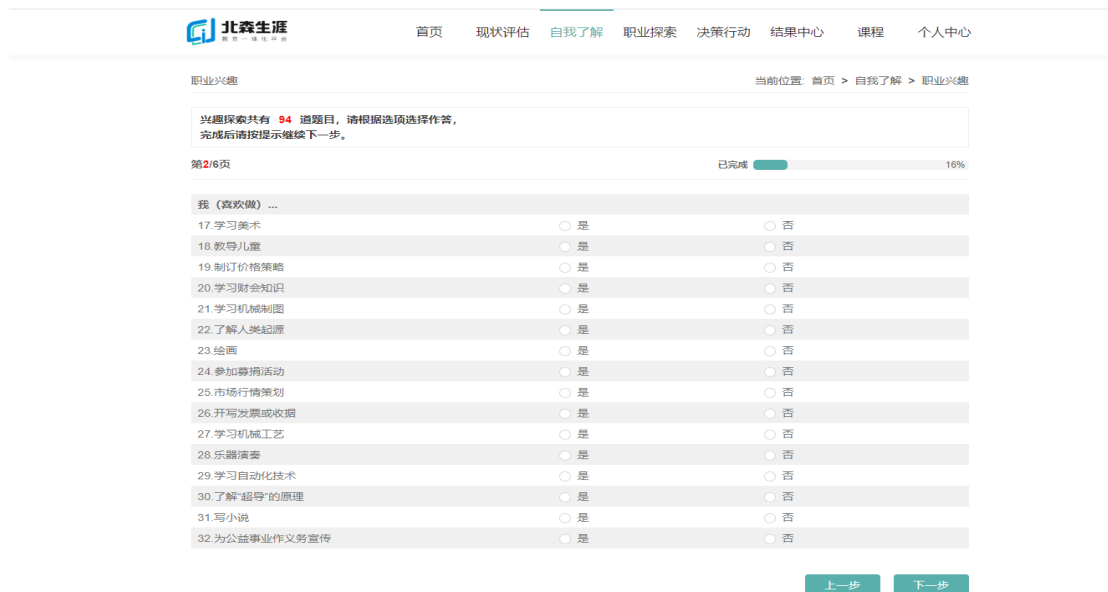 北森生涯
教育一体化平台
首页 现状评估 自我了解 职业探索 决策行动 结果中心 课程 个人中心
职业兴趣 当前位置: 首页 > 自我了解 > 职业兴趣
兴趣探索共有 94 道题目，请根据选项选择作答，
完成后请按提示继续下一步。
第2/6页 已完成 16%
我（喜欢做）...
17.学习美术 是 否
18.教导儿童 是 否
19.制订价格策略 是 否
20.学习财会知识 是 否
21.学习机械制图 是 否
22.了解人类起源 是 否
23.绘画 是 否
24.参加募捐活动 是 否
25.市场行情策划 是 否
26.开写发票或收据 是 否
27.学习机械工艺 是 否
28.乐器演奏 是 否
29.学习自动化技术 是 否
30.了解“超导”的原理 是 否
31.写小说 是 否
32.为公益事业作义务宣传 是 否
上一步 下一步